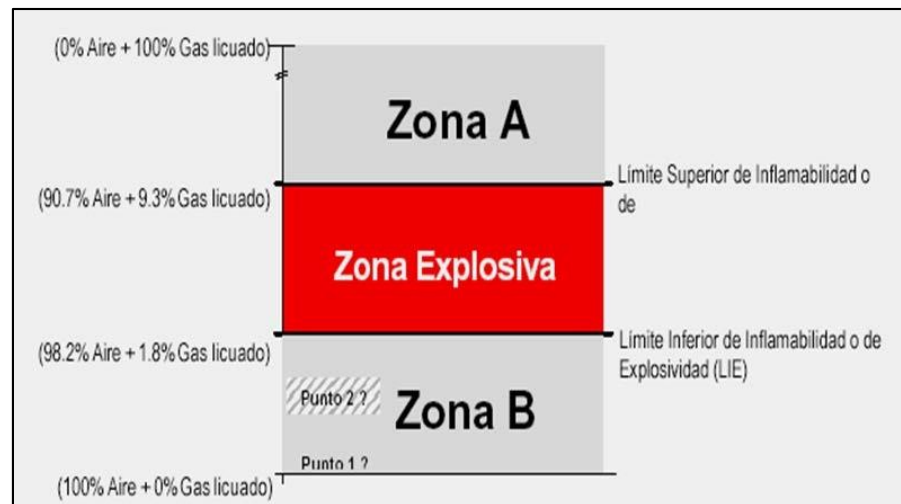 (0% Aire + 100% Gas licuado)
Zona A
Límite Superior de Inflamabilidad o
de
(90.7% Aire + 9.3% Gas licuado)
Zona Explosiva
Límite Inferior de Inflamabilidad o de
Explosividad (LIE)
(98.2% Aire + 1.8% Gas licuado)
Punto 2 ?
Zona B
Punto 1 ?
(100% Aire + 0% Gas licuado)